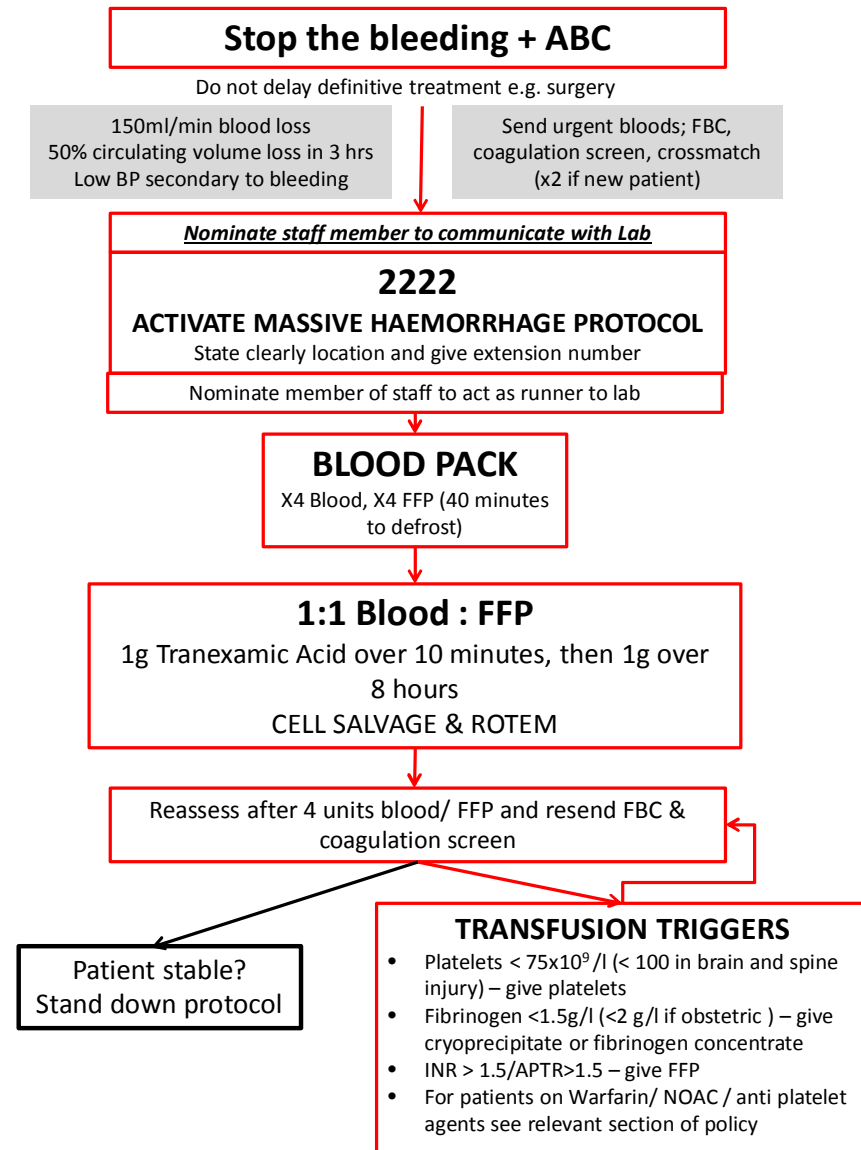 Stop the bleeding + ABC
Do not delay definitive treatment e.g. surgery
150ml/min blood loss
50% circulating volume loss in 3 hrs
Low BP secondary to bleeding
Send urgent bloods; FBC,
coagulation screen, crossmatch
(x2 if new patient)
Nominate staff member to communicate with Lab
2222
ACTIVATE MASSIVE HAEMORRHAGE PROTOCOL
State clearly location and give extension number
Nominate member of staff to act as runner to lab
BLOOD PACK
X4 Blood, X4 FFP (40 minutes
to defrost)
1:1 Blood : FFP
1g Tranexamic Acid over 10 minutes, then 1g over
8 hours
CELL SALVAGE & ROTEM
Reassess after 4 units blood/ FFP and resend FBC &
coagulation screen
Patient stable?
Stand down protocol
TRANSFUSION TRIGGERS
• Platelets < 75x10⁹/l (< 100 in brain and spine
injury) – give platelets
• Fibrinogen <1.5g/l (<2 g/l if obstetric ) – give
cryoprecipitate or fibrinogen concentrate
• INR > 1.5/APTR>1.5 – give FFP
• For patients on Warfarin/ NOAC / anti platelet
agents see relevant section of policy